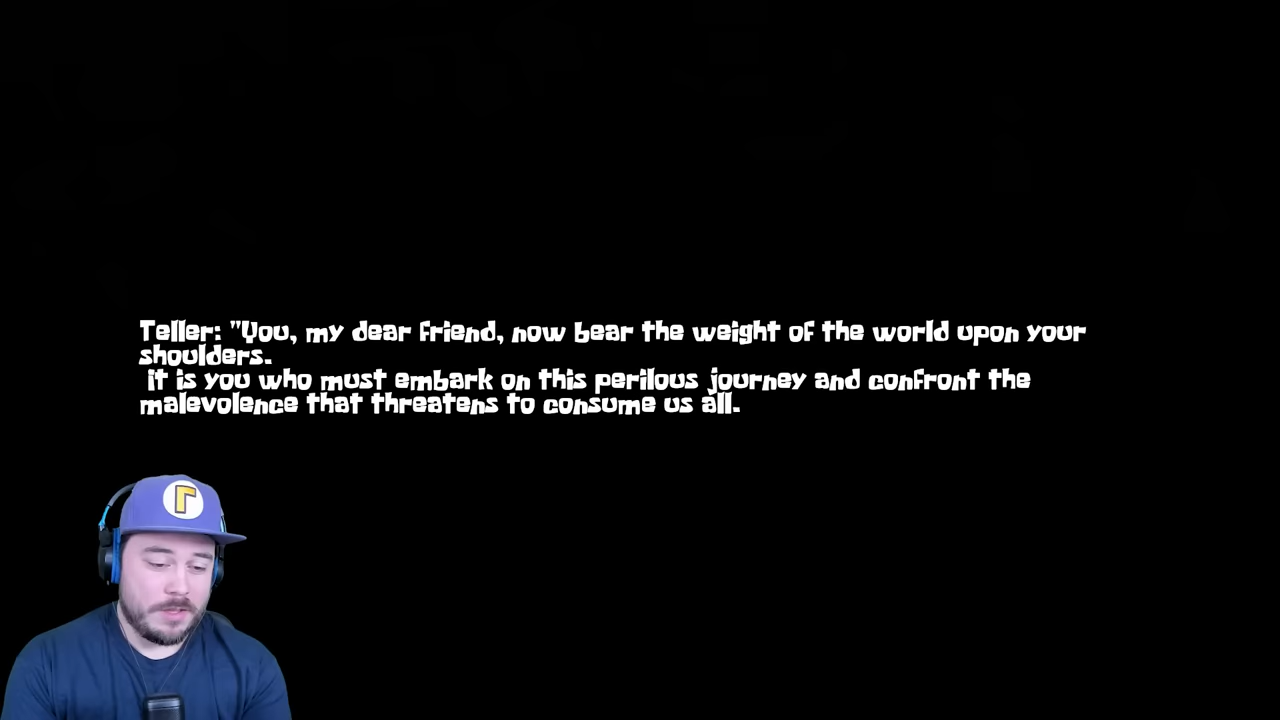 Teller: "You, my dear friend, now bear the weight of the world upon your
shoulders.
it is you who must embark on this perilous journey and confront the
malevolence that threatens to consume us all.